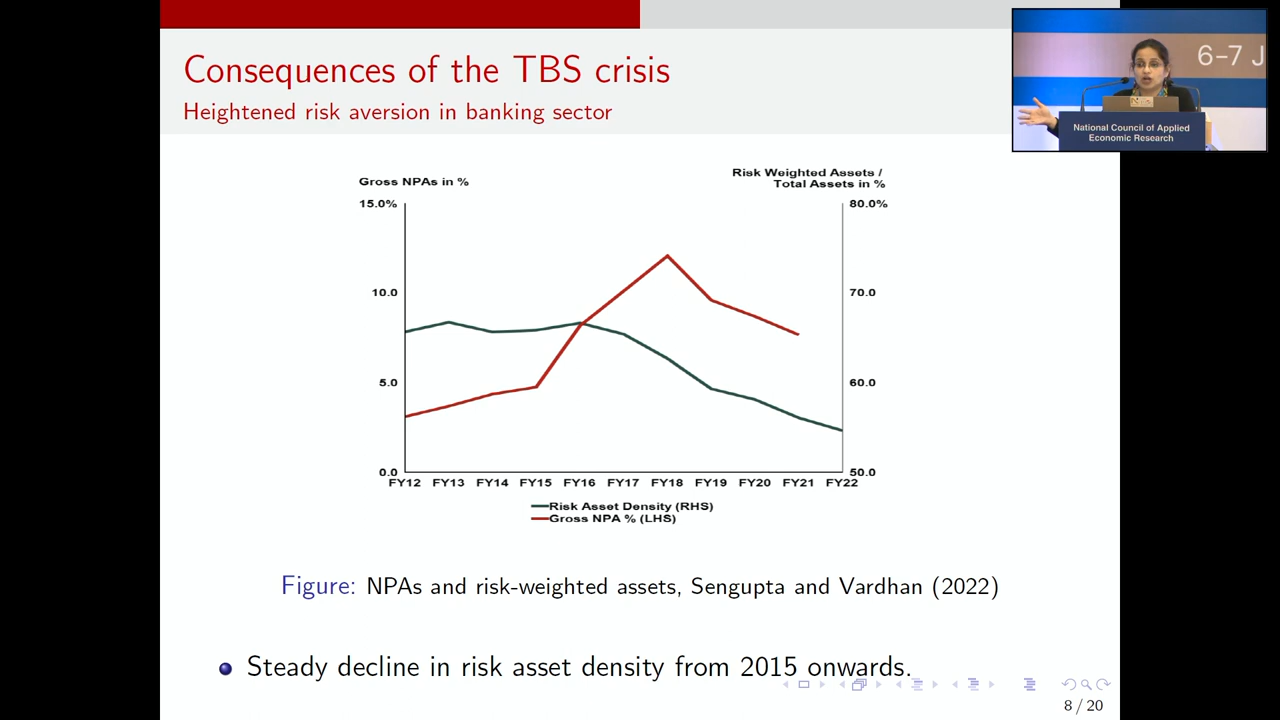 Consequences of the TBS crisis
Heightened risk aversion in banking sector
6-7 J
National Council of Applied
Economic Research
Gross NPAs in %
Risk Weighted Assets /
Total Assets in %
15.0%
80.0%
10.0
70.0
5.0
60.0
0.0
50.0
FY12 FY13 FY14 FY15 FY16 FY17 FY18 FY19 FY20 FY21 FY22
Risk Asset Density (RHS)
Gross NPA % (LHS)
Figure: NPAs and risk-weighted assets, Sengupta and Vardhan (2022)
Steady decline in risk asset density from 2015 onwards.
8 / 20